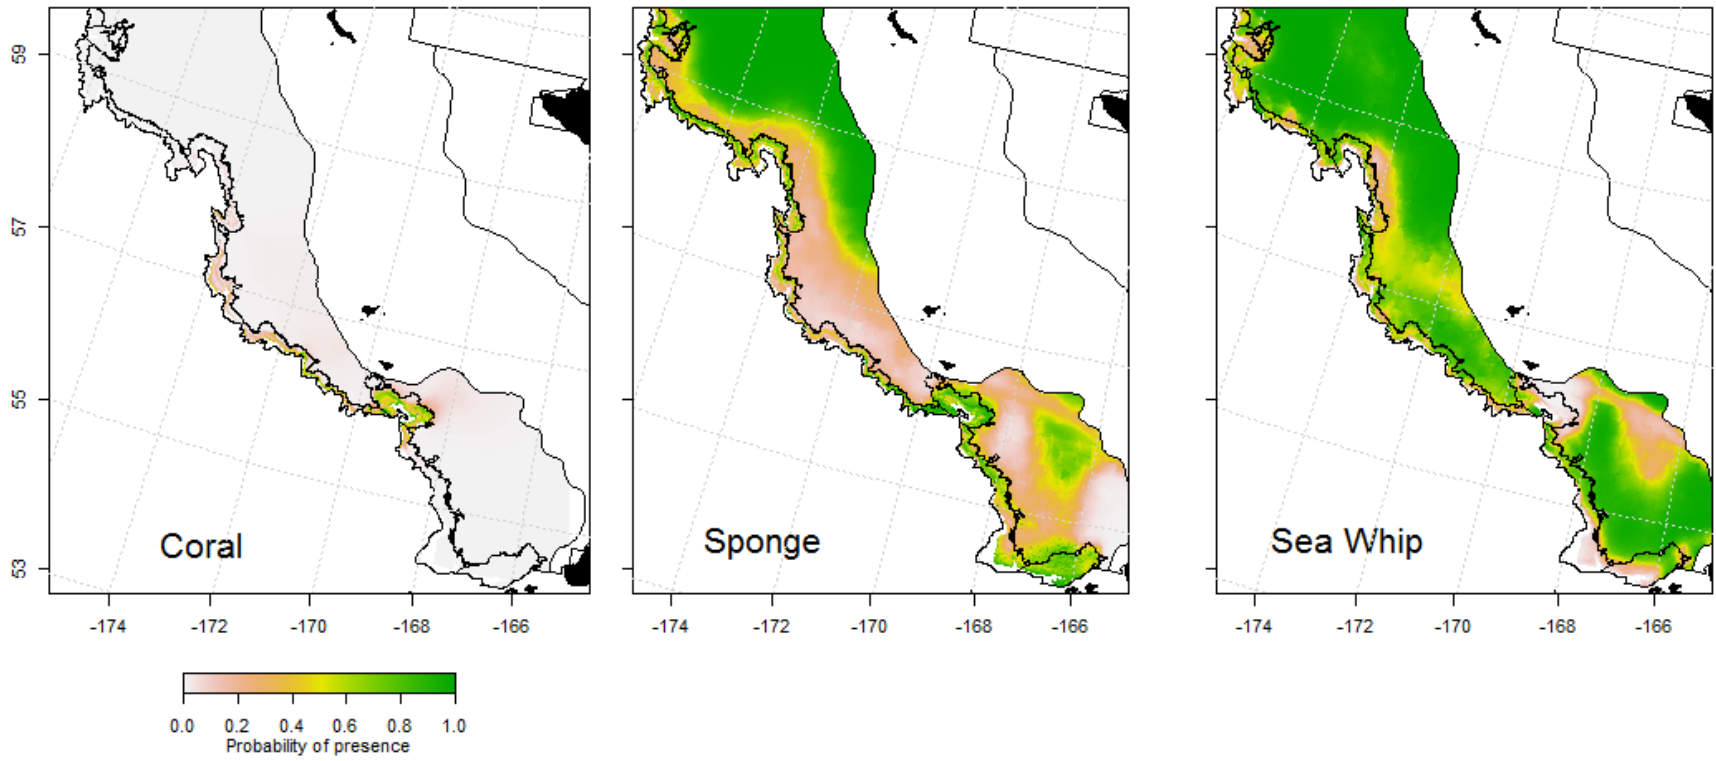 59
57
55
53
Coral
Sponge
Sea Whip
-174 -172 -170 -168 -166
-174 -172 -170 -168 -166
-174 -172 -170 -168 -166
0.0 0.2 0.4 0.6 0.8 1.0
Probability of presence